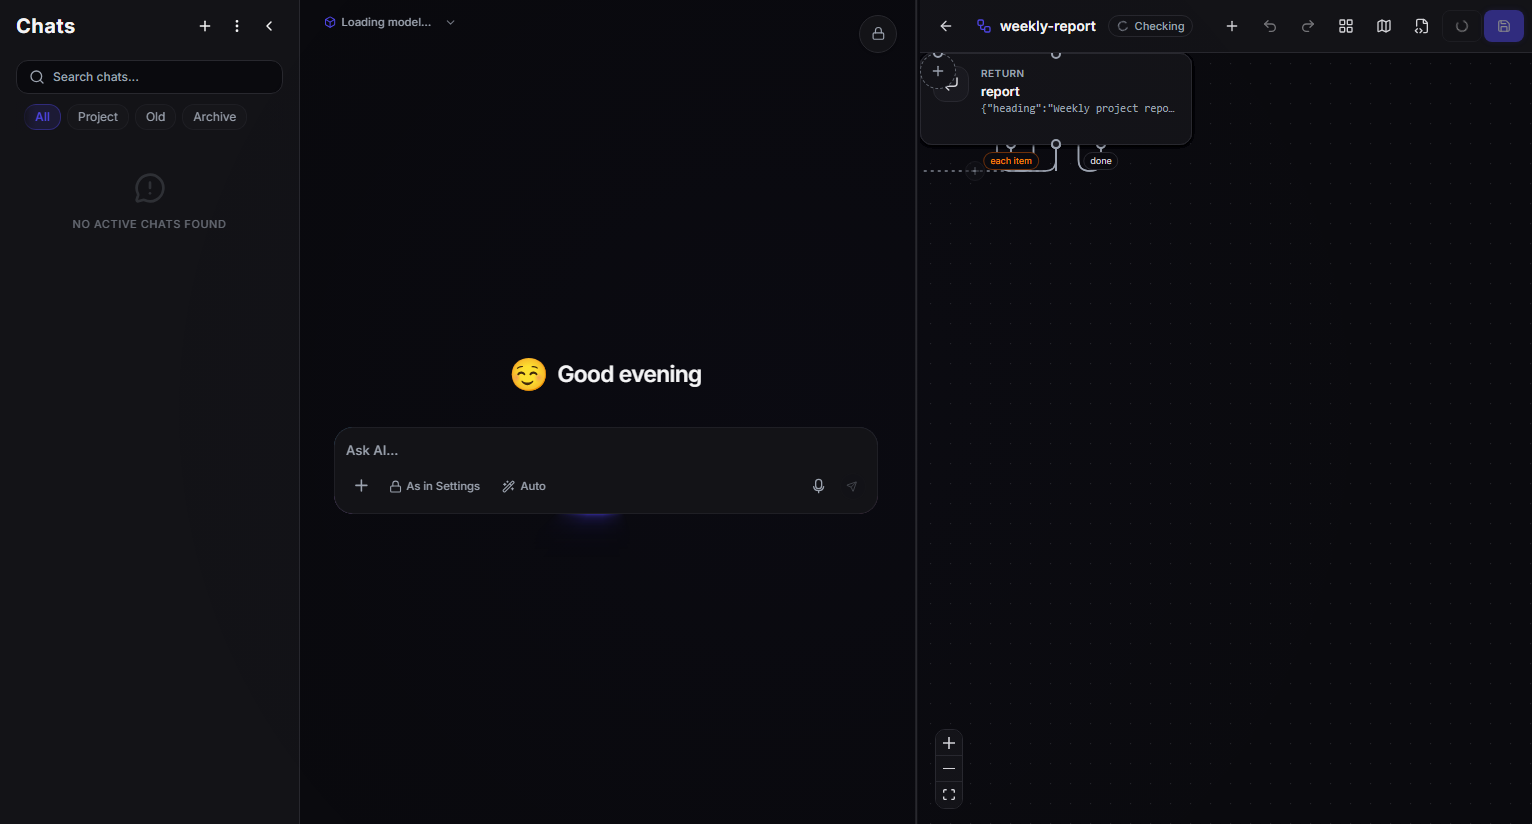 Chats
Search chats...
All
Project
Old
Archive
NO ACTIVE CHATS FOUND
Loading model...
Good evening
Ask AI...
As in Settings
Auto
weekly-report
Checking
RETURN
report
{"heading":"Weekly project repo…
each item
done